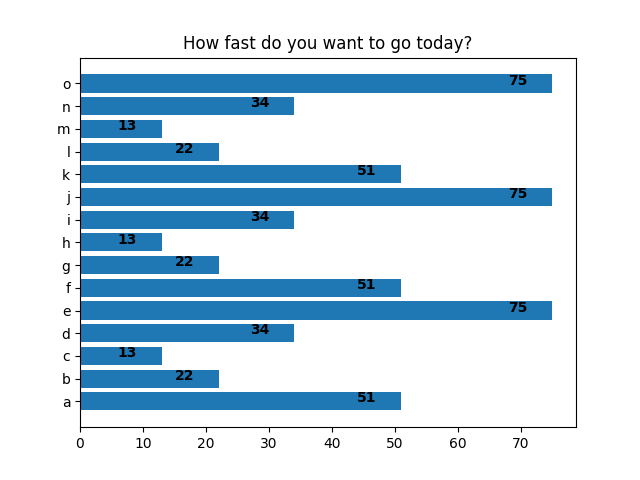 How fast do you want to go today?
o 75
n 34
m 13
l 22
k 51
j 75
i 34
h 13
g 22
f 51
e 75
d 34
c 13
b 22
a 51
0 10 20 30 40 50 60 70